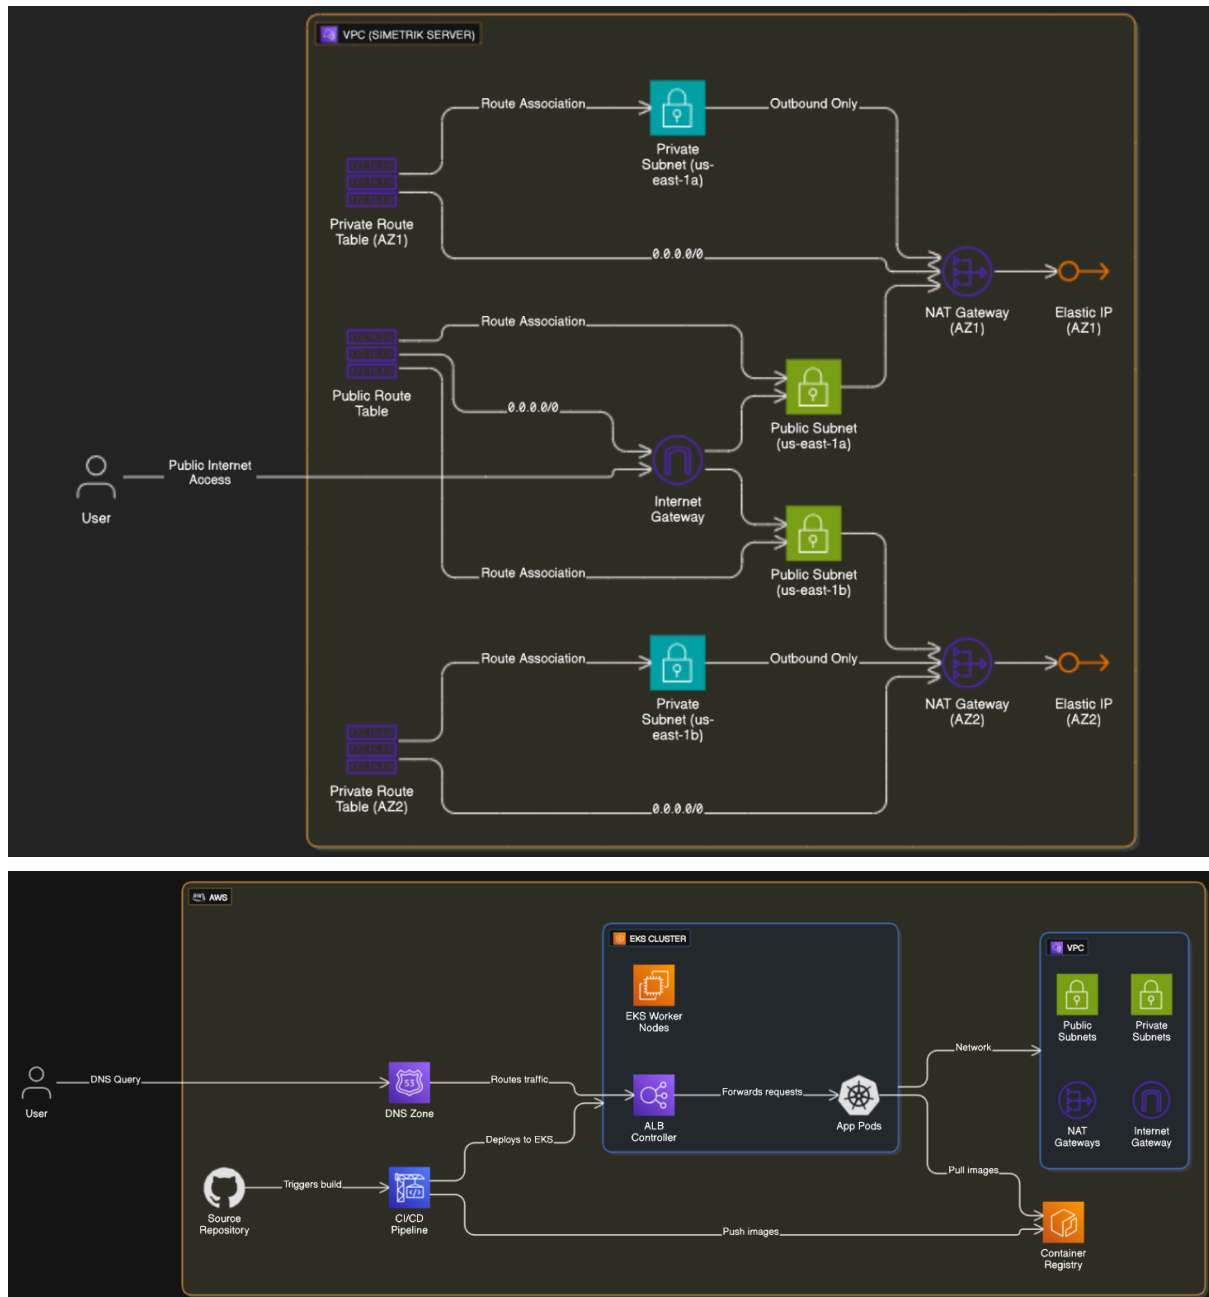 VPC (SIMETRIK SERVER)
Route Association
Outbound Only
Private
Subnet (us-
east-1a)
Private Route
Table (AZ1)
0.0.0.0/0
NAT Gateway
(AZ1)
Elastic IP
(AZ1)
Route Association
Public Route
Table
0.0.0.0/0
Public Subnet
(us-east-1a)
Public Internet
Access
User
Internet
Gateway
Route Association
Public Subnet
(us-east-1b)
Route Association
Outbound Only
Private
Subnet (us-
east-1b)
NAT Gateway
(AZ2)
Elastic IP
(AZ2)
Private Route
Table (AZ2)
0.0.0.0/0
aws AWS
EKS CLUSTER
VPC
EKS Worker
Nodes
Public
Subnets
Private
Subnets
Network
DNS Query
User
53
DNS Zone
Routes traffic
ALB
Controller
Forwards requests
App Pods
NAT
Gateways
Internet
Gateway
Deploys to EKS
Pull images
Triggers build
Source
Repository
CI/CD
Pipeline
Push images
Container
Registry